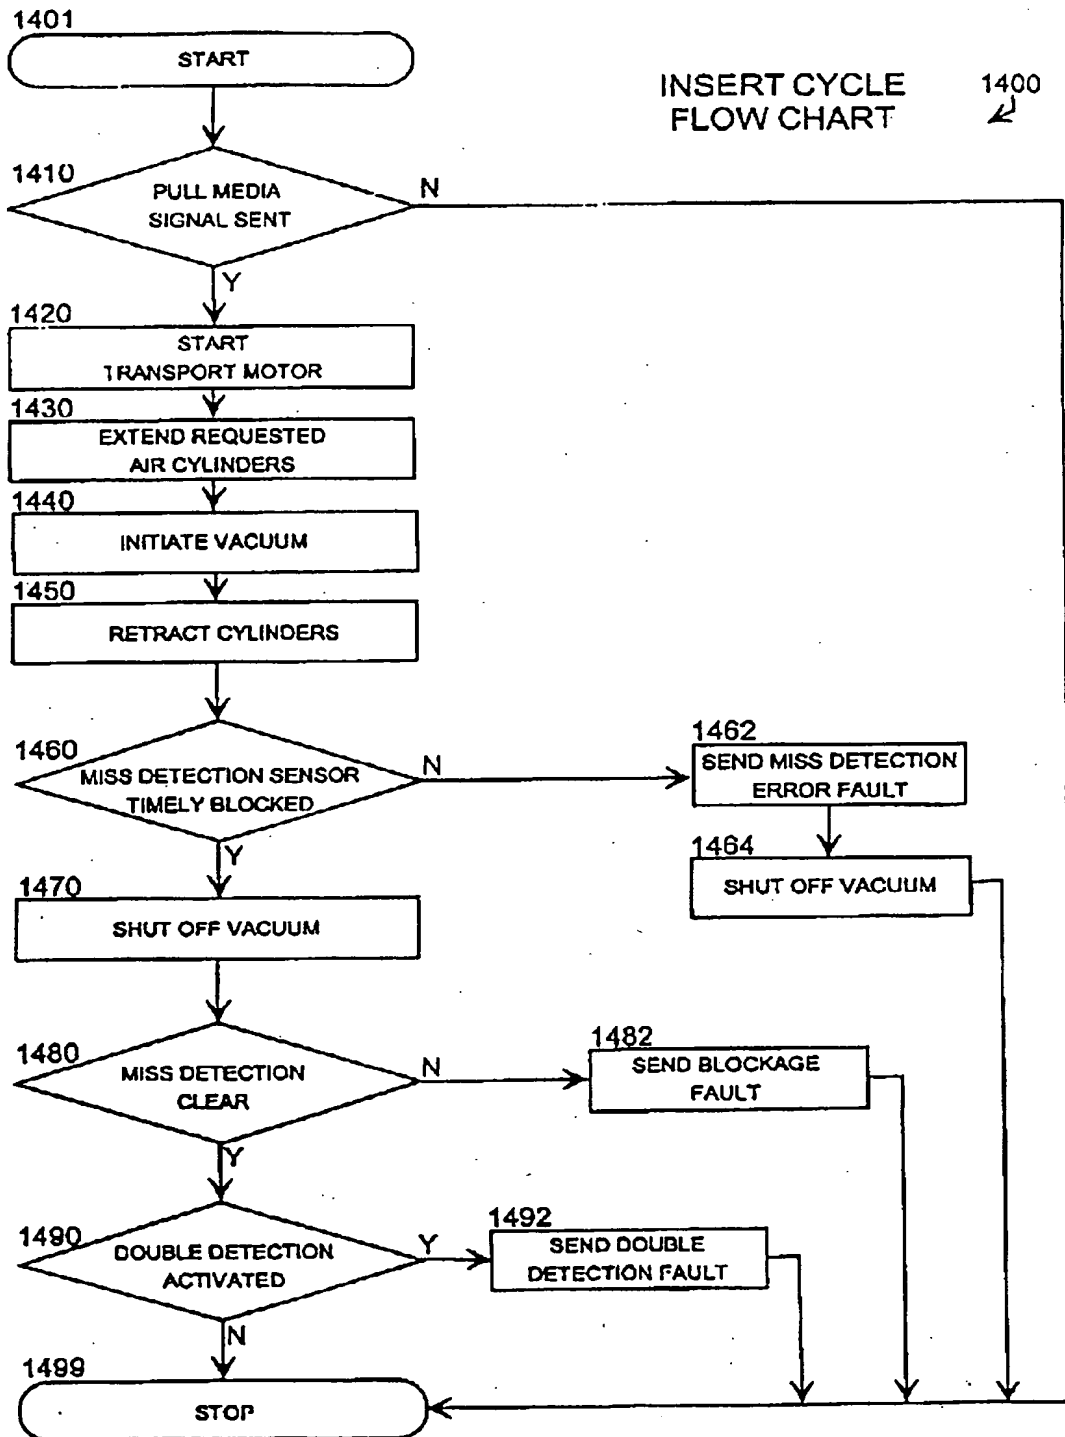 1401
START
INSERT CYCLE
FLOW CHART
1400
1410
PULL MEDIA
SIGNAL SENT
N
Y
1420
START
TRANSPORT MOTOR
1430
EXTEND REQUESTED
AIR CYLINDERS
1440
INITIATE VACUUM
1450
RETRACT CYLINDERS
1460
MISS DETECTION SENSOR
TIMELY BLOCKED
N
Y
1462
SEND MISS DETECTION
ERROR FAULT
1464
SHUT OFF VACUUM
1470
SHUT OFF VACUUM
1480
MISS DETECTION
CLEAR
N
Y
1482
SEND BLOCKAGE
FAULT
1490
DOUBLE DETECTION
ACTIVATED
Y
N
1492
SEND DOUBLE
DETECTION FAULT
1499
STOP